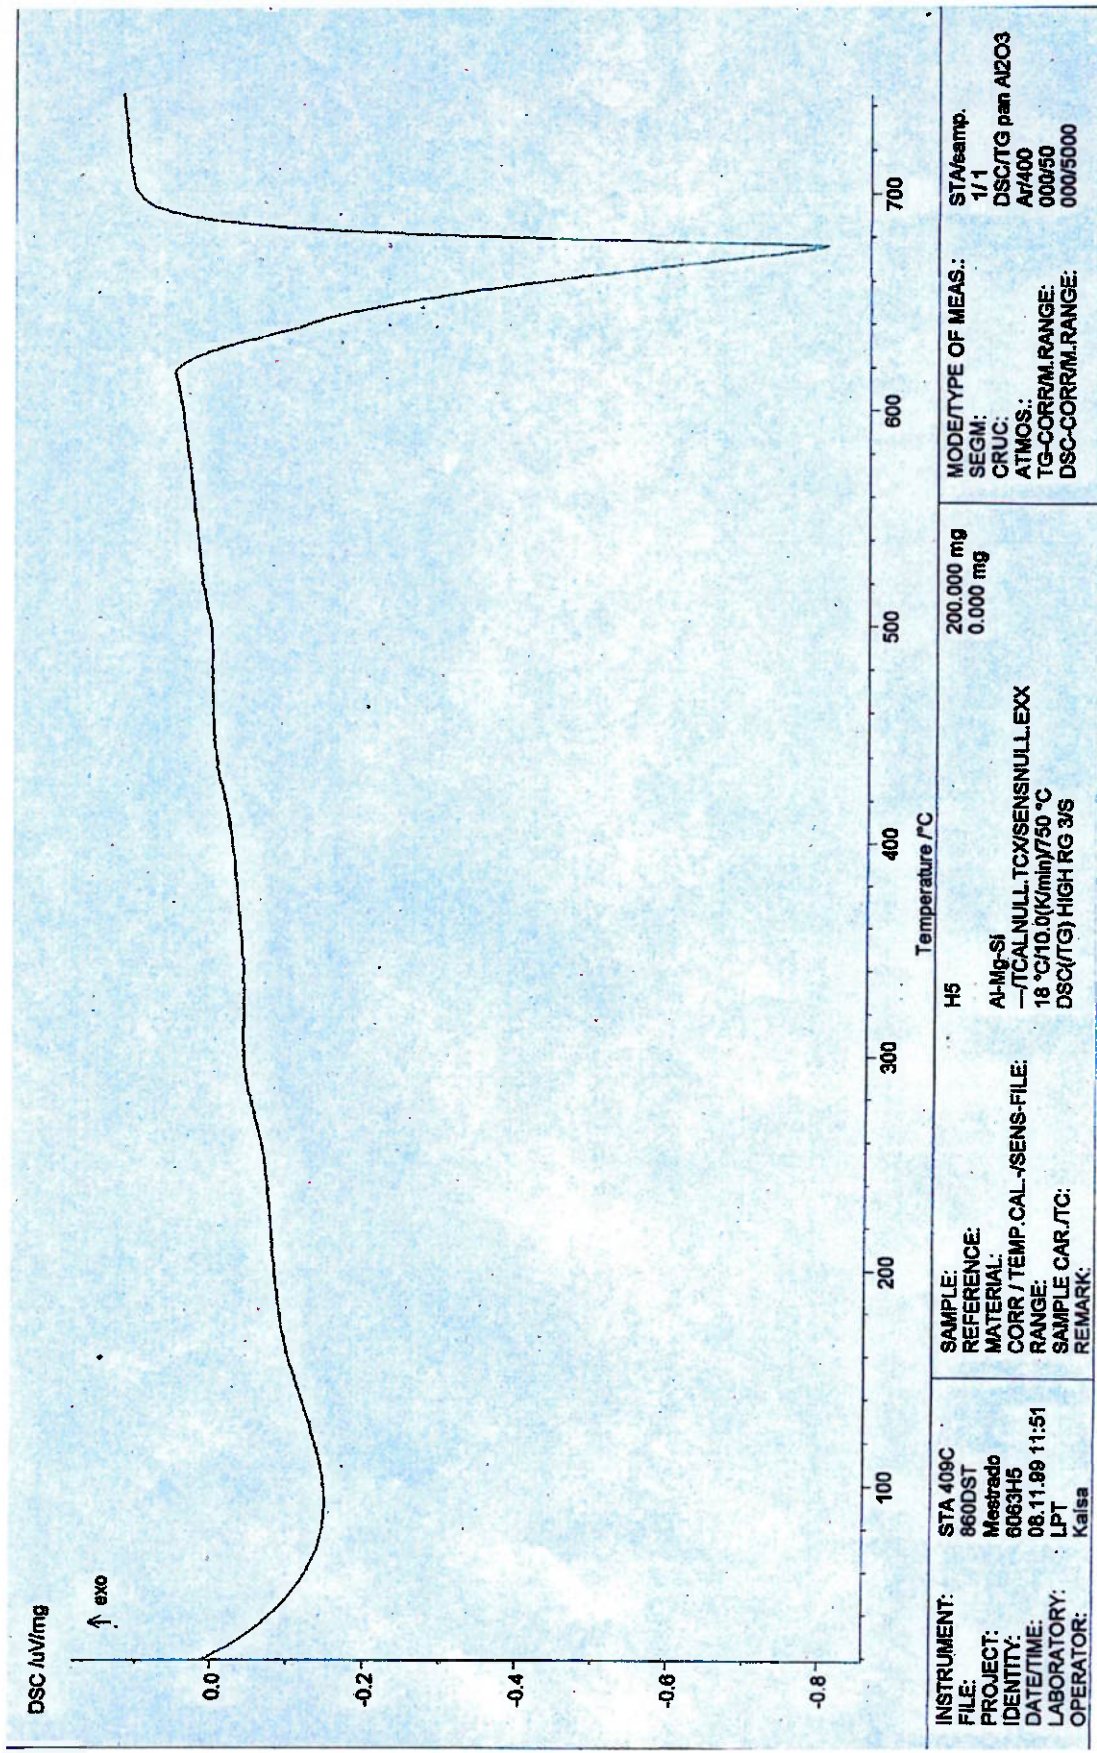 DSC /uV/mg
↑ exo
0.0
-0.2
-0.4
-0.6
-0.8
100
200
300
400
500
600
700
Temperature /°C
INSTRUMENT: STA 409C
FILE: 860DST
PROJECT: Mestrado
IDENTITY: 6063H5
DATE/TIME: 08.11.99 11:51
LABORATORY: LPT
OPERATOR: Kaísa
SAMPLE: H5 200.000 mg
REFERENCE: 0.000 mg
MATERIAL: Al-Mg-Si
CORR / TEMP.CAL.-/SENS-FILE: ---/TCALNULL.TCX/SENSNULL.EXX
RANGE: 18 °C/10.0(K/min)/750 °C
SAMPLE CAR./TC: DSC(/TG) HIGH RG 3/S
REMARK:
MODE/TYPE OF MEAS.: STA/samp.
SEGM: 1/1
CRUC: DSC/TG pan Al2O3
ATMOS.: Ar/400
TG-CORR/M.RANGE: 000/50
DSC-CORR/M.RANGE: 000/5000